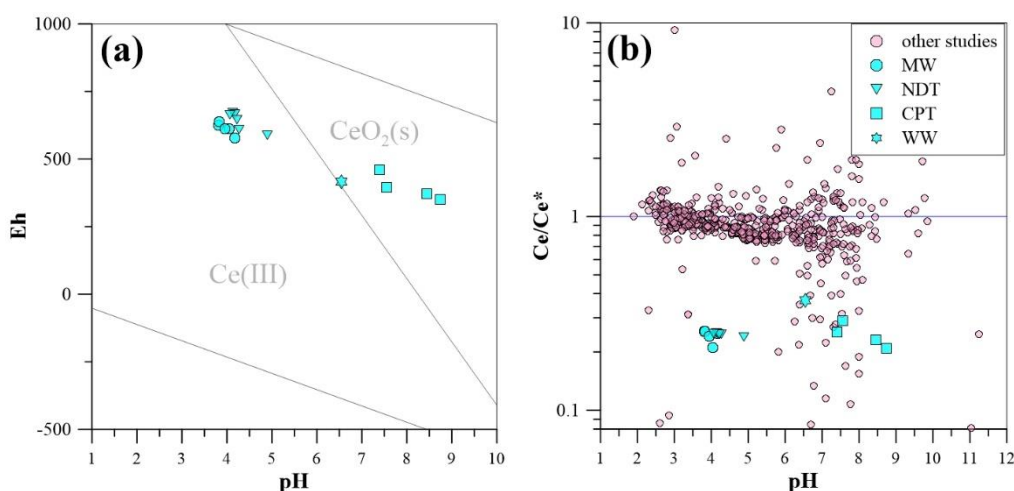 (a)
1000
500
0
-500
Eh
CeO₂(s)
Ce(III)
1 2 3 4 5 6 7 8 9 10
pH
(b)
10
1
0.1
Ce/Ce*
other studies
MW
NDT
CPT
WW
1 2 3 4 5 6 7 8 9 10 11 12
pH